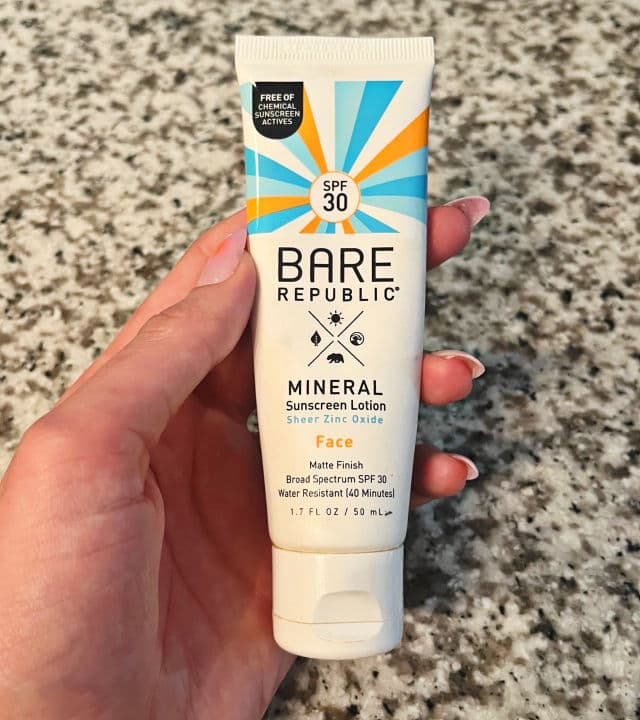 FREE OF
CHEMICAL
SUNSCREEN
ACTIVES
SPF
30
BARE
REPUBLIC®
MINERAL
Sunscreen Lotion
Sheer Zinc Oxide
Face
Matte Finish
Broad Spectrum SPF 30
Water Resistant (40 Minutes)
1.7 FL OZ / 50 mL